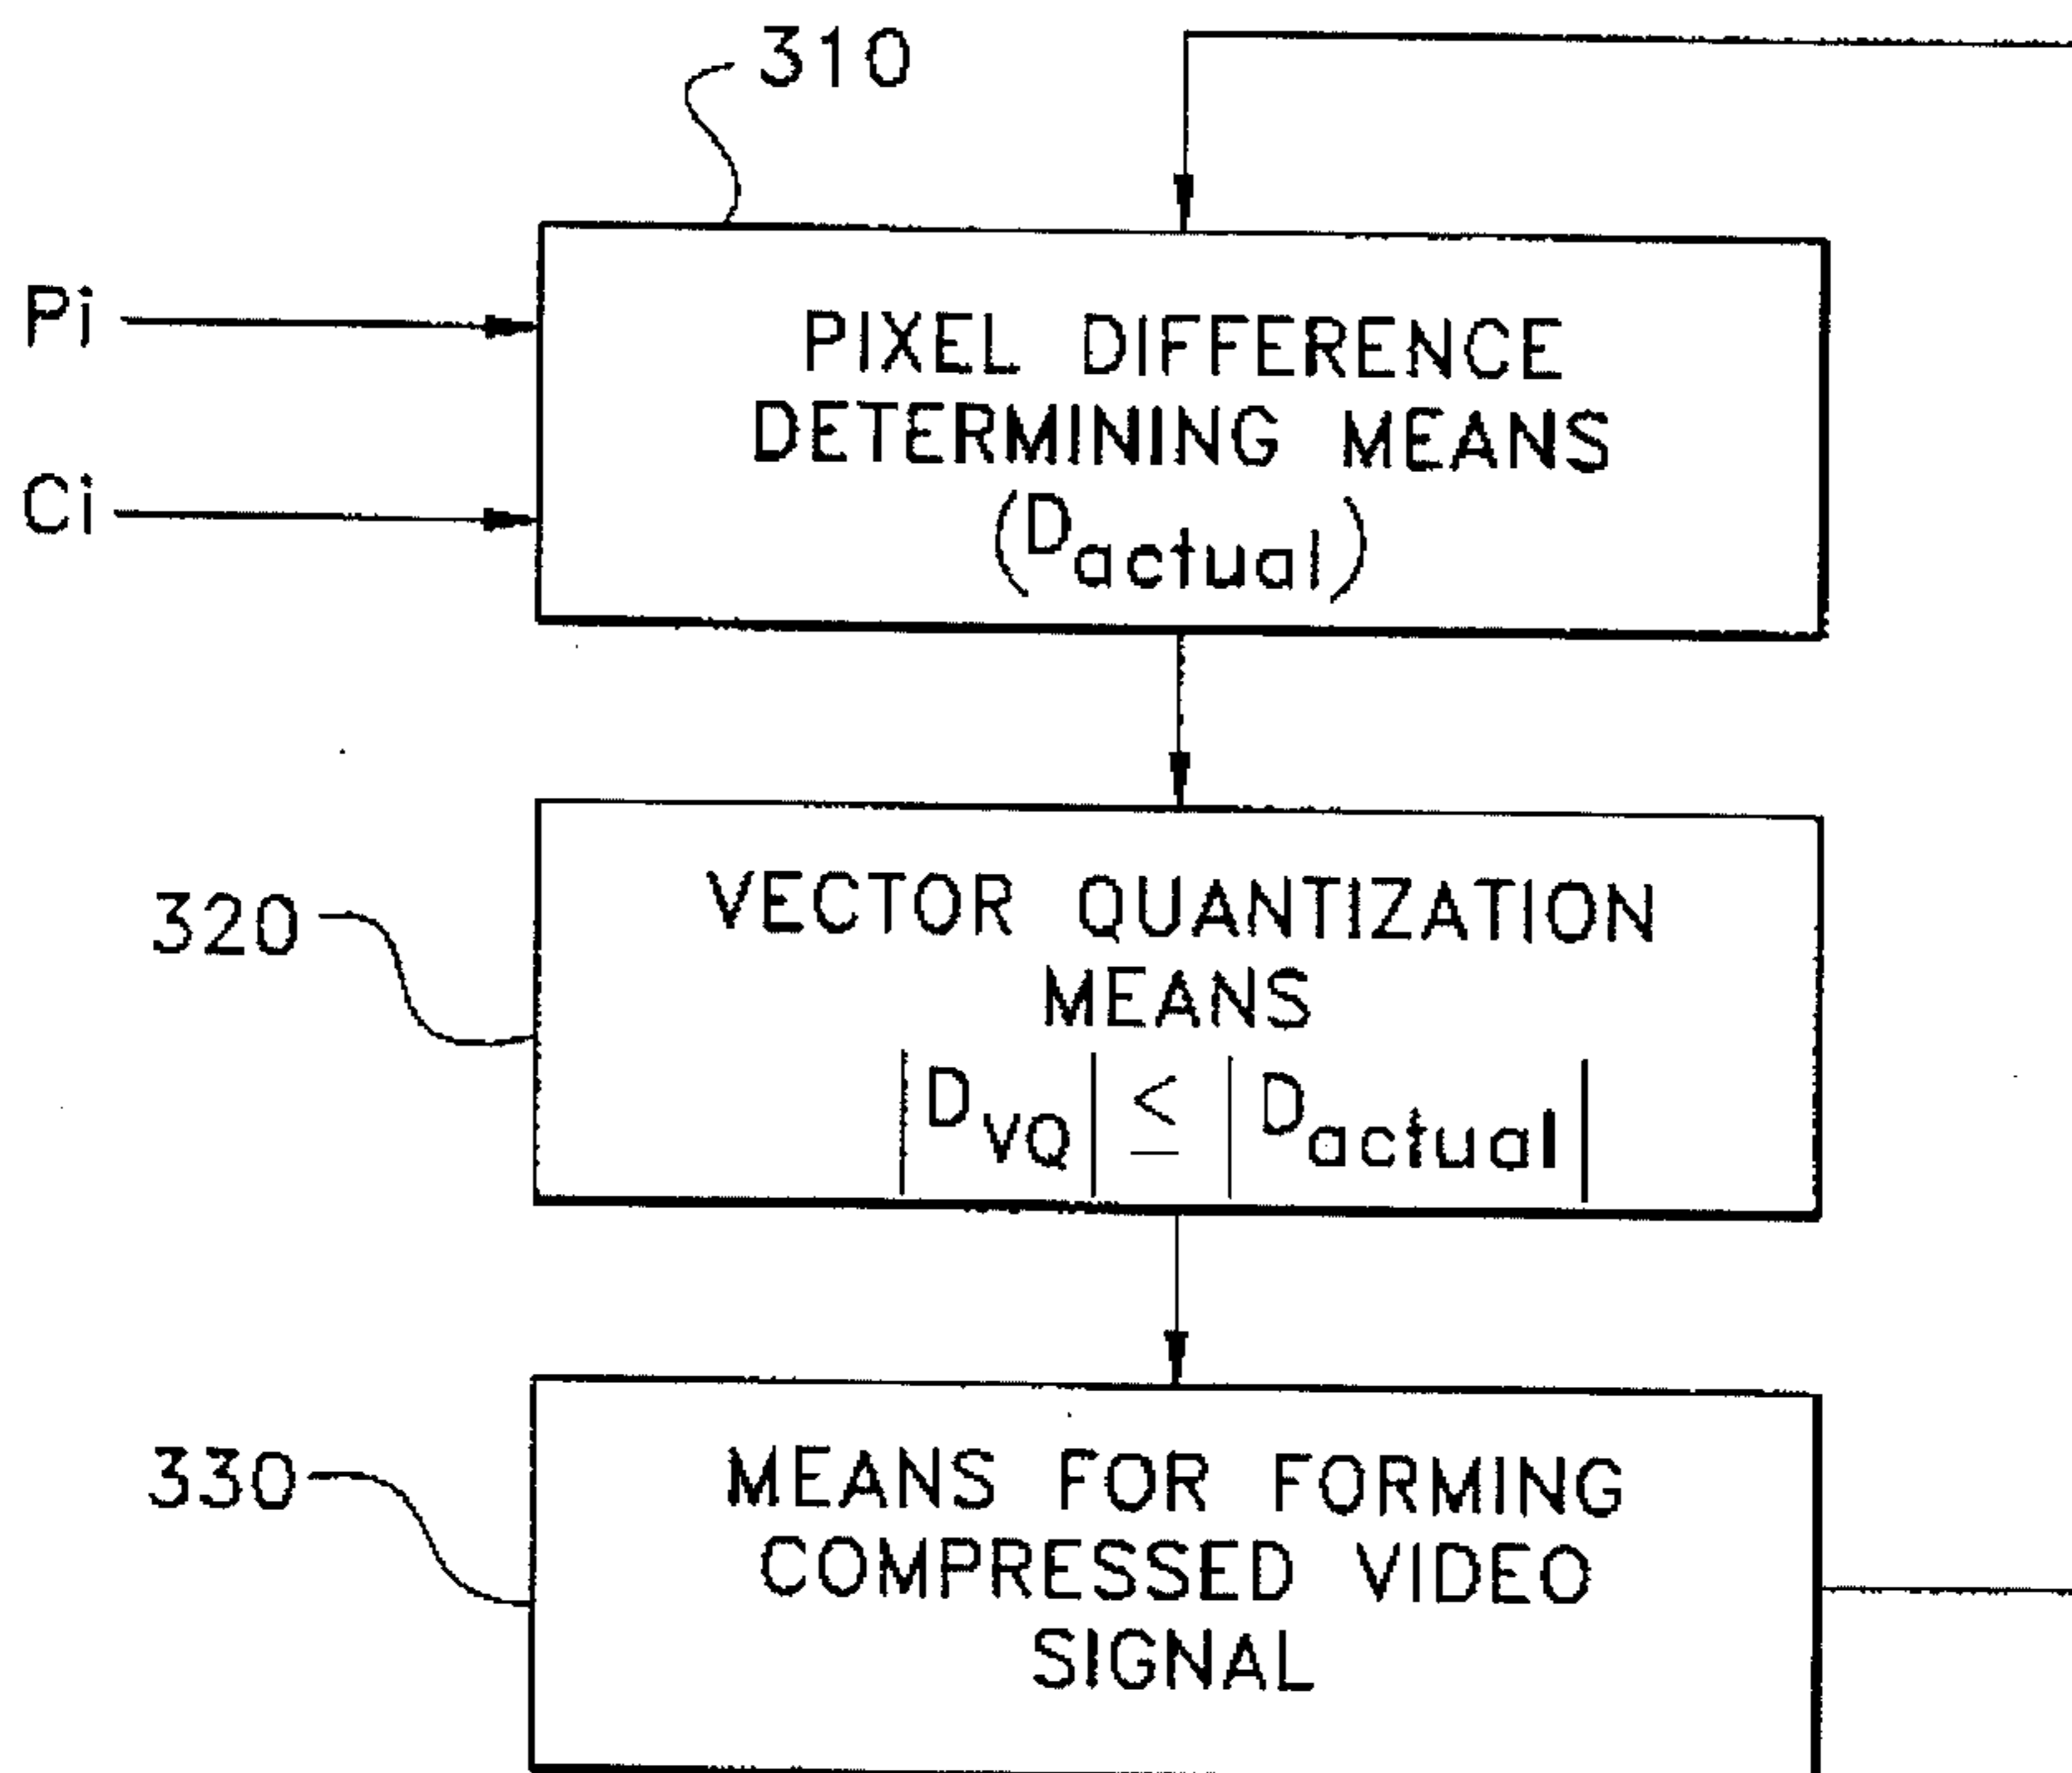 310
Pi
PIXEL DIFFERENCE
DETERMINING MEANS
Ci
(Dactual)
320
VECTOR QUANTIZATION
MEANS
|DVQ| ≤ |Dactual|
330
MEANS FOR FORMING
COMPRESSED VIDEO
SIGNAL